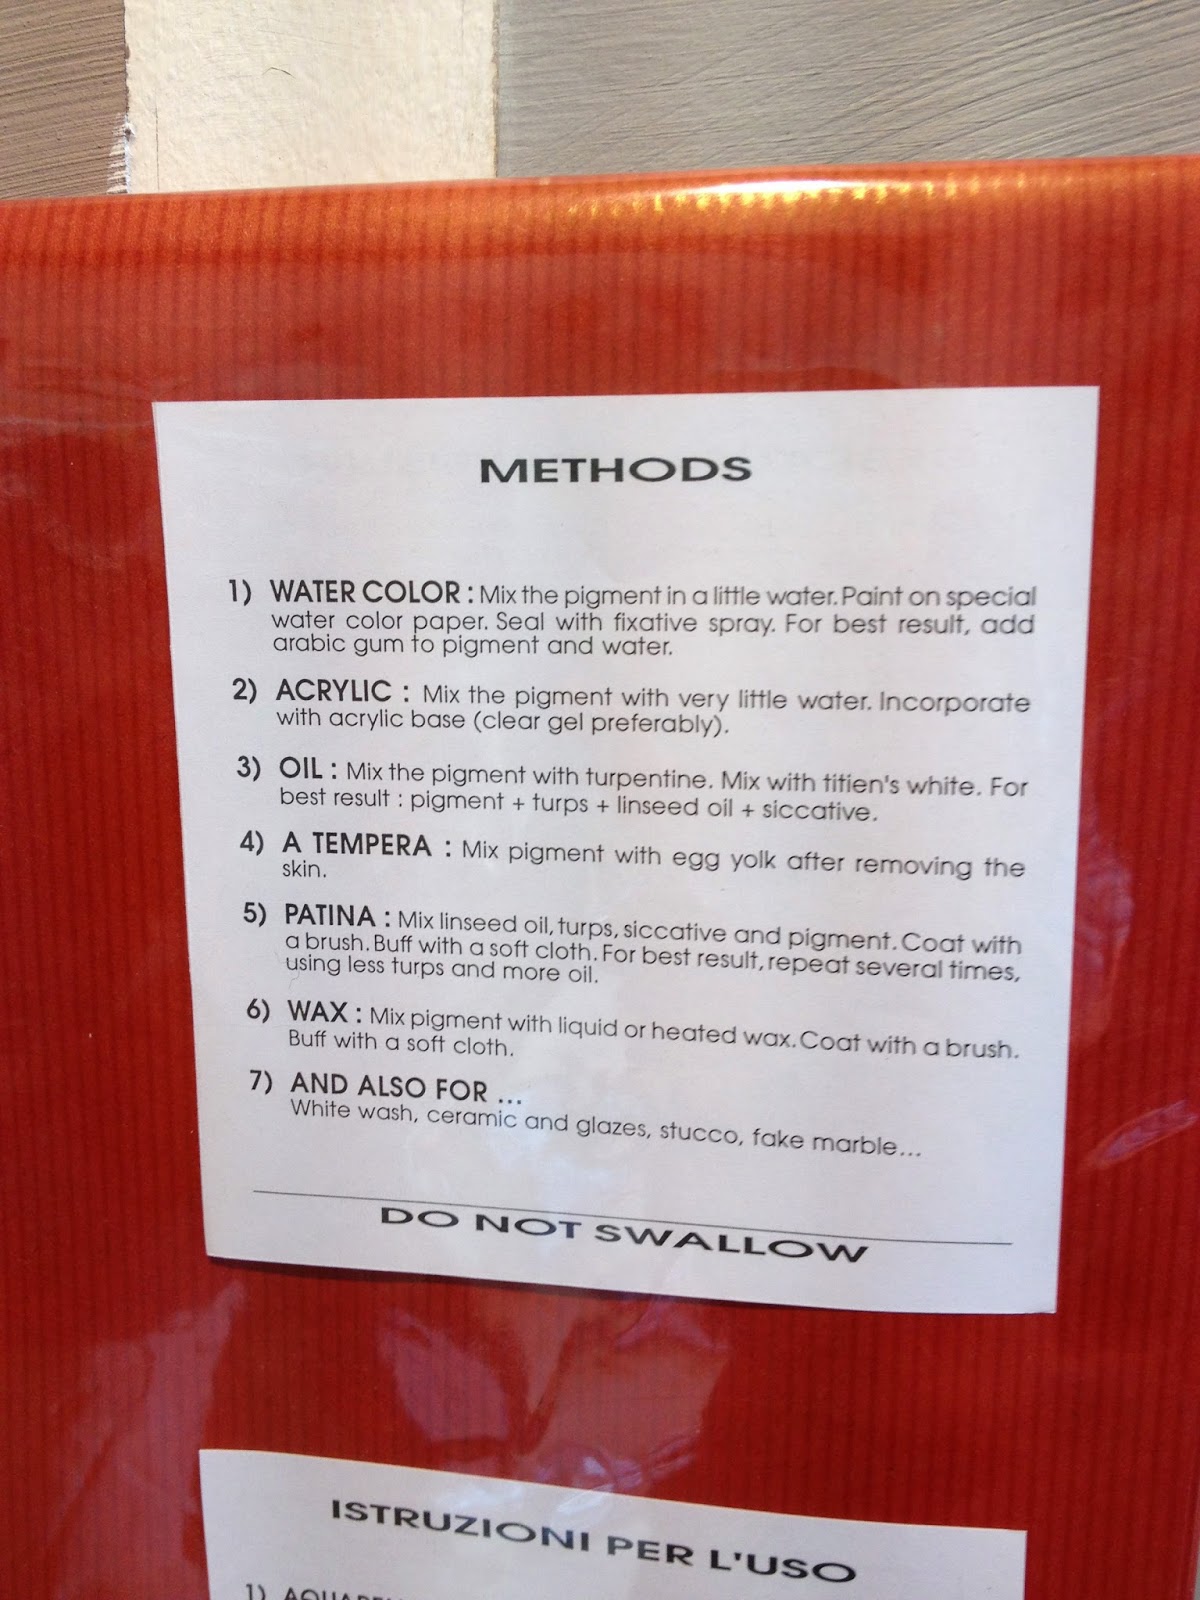 METHODS
1) WATER COLOR : Mix the pigment in a little water. Paint on special
water color paper. Seal with fixative spray. For best result, add
arabic gum to pigment and water.
2) ACRYLIC : Mix the pigment with very little water. Incorporate
with acrylic base (clear gel preferably).
3) OIL : Mix the pigment with turpentine. Mix with titien's white. For
best result : pigment + turps + linseed oil + siccative.
4) A TEMPERA : Mix pigment with egg yolk after removing the
skin.
5) PATINA : Mix linseed oil, turps, siccative and pigment. Coat with
a brush. Buff with a soft cloth. For best result, repeat several times,
using less turps and more oil.
6) WAX : Mix pigment with liquid or heated wax. Coat with a brush.
Buff with a soft cloth.
7) AND ALSO FOR ...
White wash, ceramic and glazes, stucco, fake marble...
DO NOT SWALLOW
ISTRUZIONI PER L'USO
1)